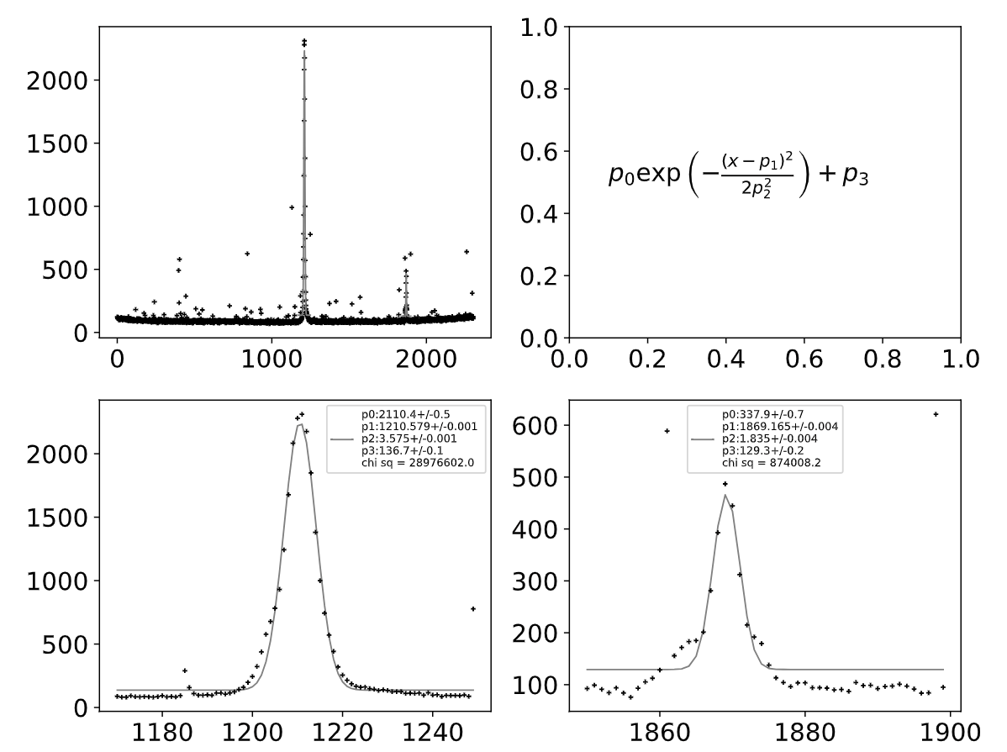 2000
1500
1000
500
0
0 1000 2000
1.0
0.8
0.6
0.4
0.2
0.0
0.0 0.2 0.4 0.6 0.8 1.0
p₀exp(−(x − p₁)²/2p₂²) + p₃
2000
1500
1000
500
0
1180 1200 1220 1240
p0:2110.4+/-0.5
p1:1210.579+/-0.001
p2:3.575+/-0.001
p3:136.7+/-0.1
chi sq = 28976602.0
600
500
400
300
200
100
1860 1880 1900
p0:337.9+/-0.7
p1:1869.165+/-0.004
p2:1.835+/-0.004
p3:129.3+/-0.2
chi sq = 874008.2